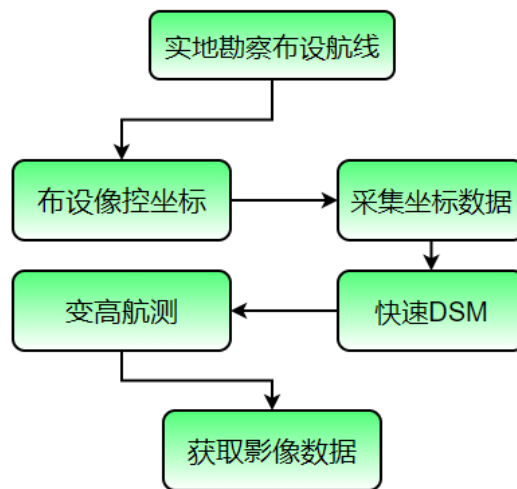 实地勘察布设航线
布设像控坐标
采集坐标数据
快速DSM
变高航测
获取影像数据